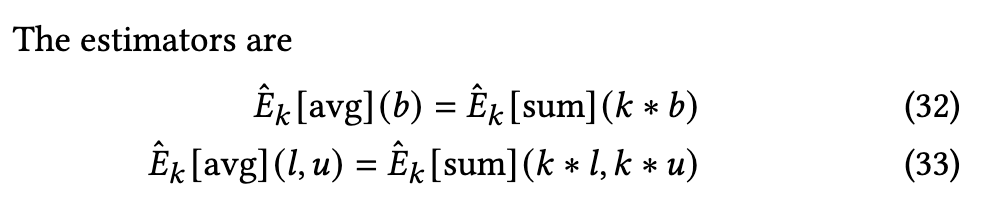 The estimators are
Ê_k[avg](b) = Ê_k[sum](k * b) (32)
Ê_k[avg](l, u) = Ê_k[sum](k * l, k * u) (33)